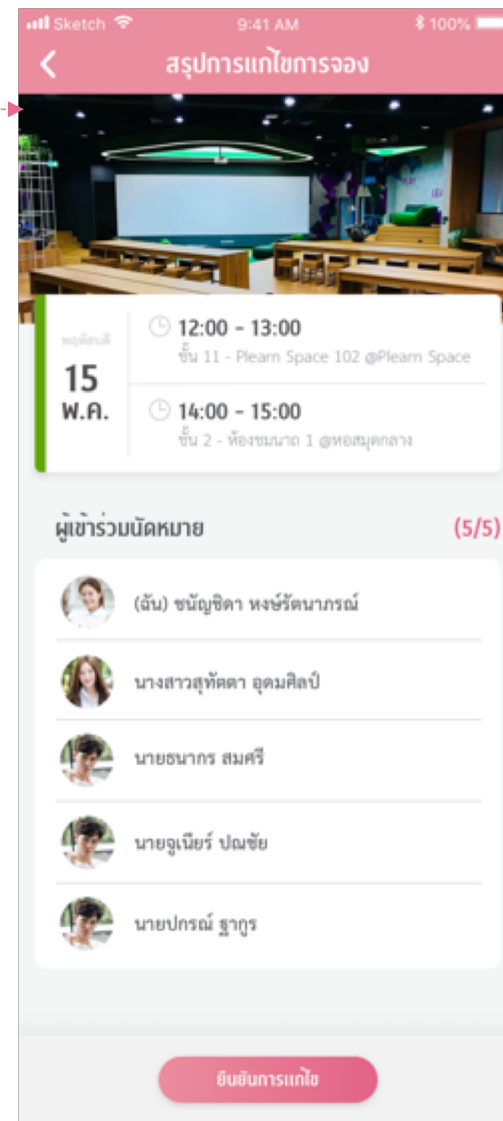 Sketch
9:41 AM
100%
สรุปการแก้ไขการจอง
พฤหัสบดี
15
พ.ค.
12:00 - 13:00
ชั้น 11 - Plearn Space 102 @Plearn Space
14:00 - 15:00
ชั้น 2 - ห้องชมนาด 1 @หอสมุดกลาง
ผู้เข้าร่วมนัดหมาย
(5/5)
(ฉัน) ชนัญชิดา หงษ์รัตนาภรณ์
นางสาวสุทัตตา อุดมศิลป์
นายธนากร สมศรี
นายจูเนียร์ ปณชัย
นายปกรณ์ ฐากูร
ยืนยันการแก้ไข